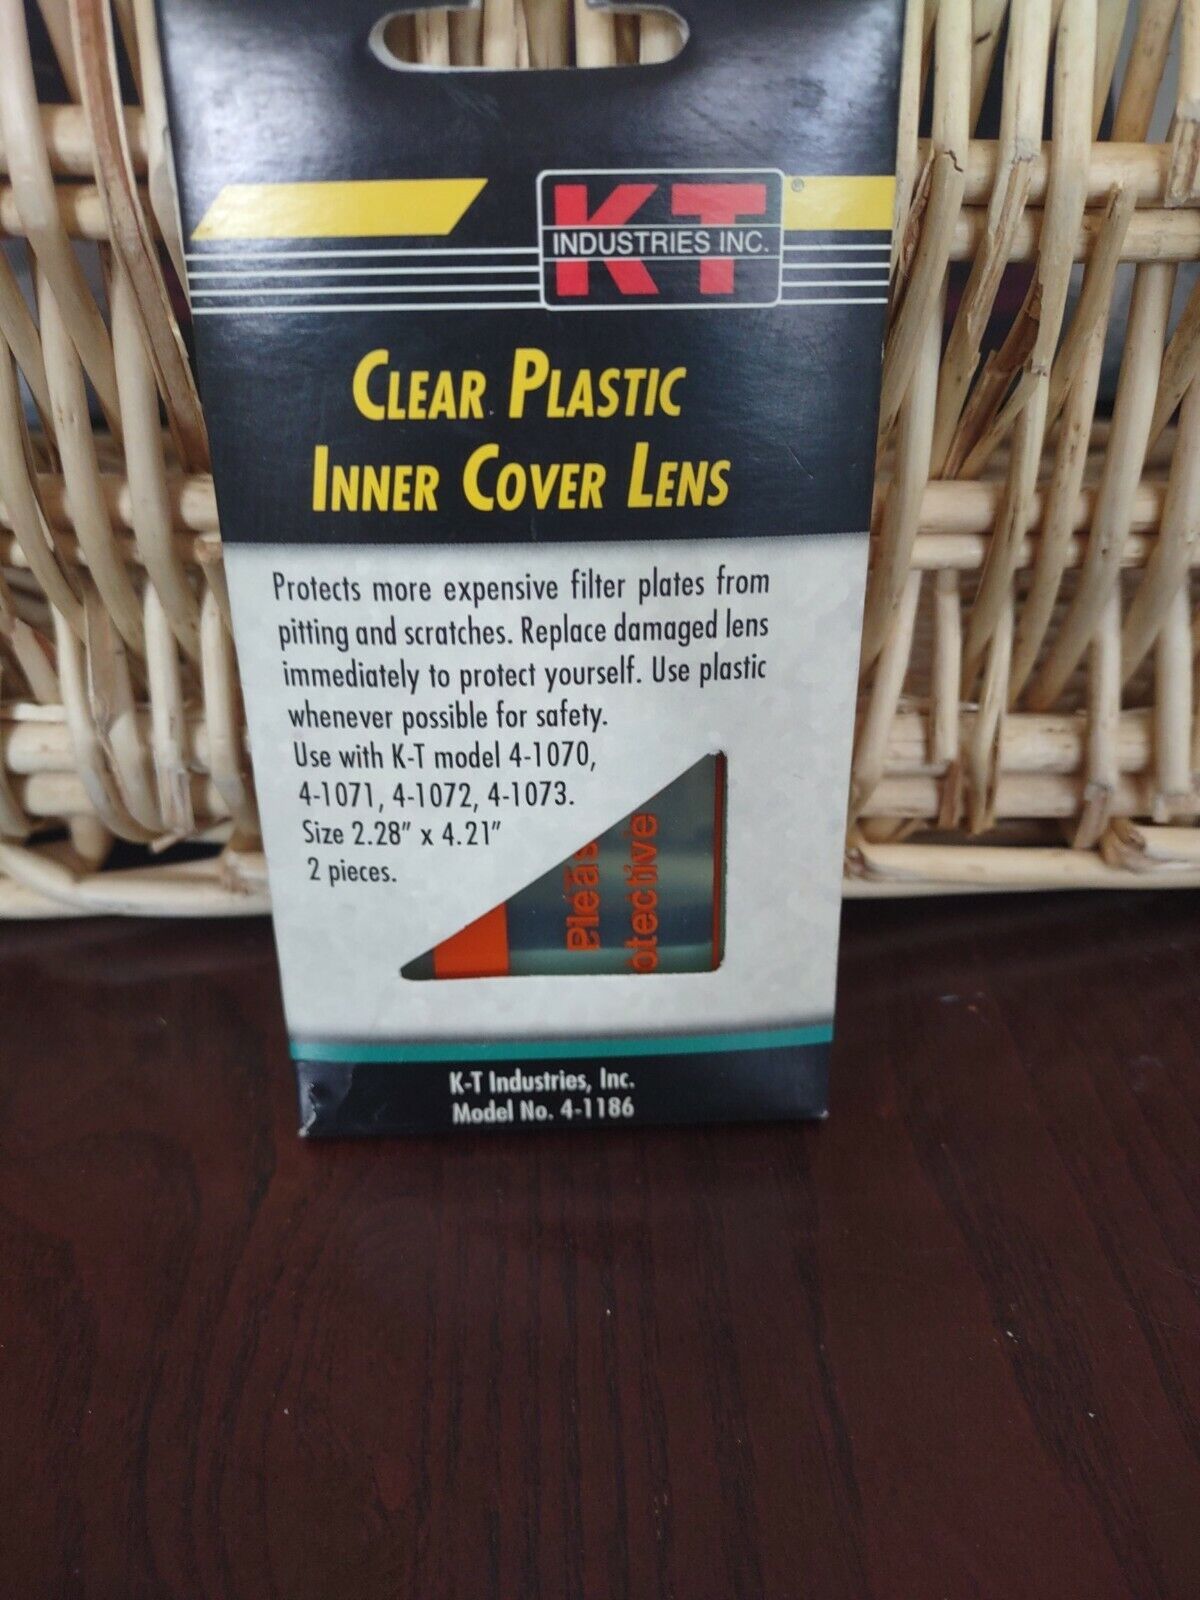 KT
INDUSTRIES INC.
®
CLEAR PLASTIC
INNER COVER LENS
Protects more expensive filter plates from
pitting and scratches. Replace damaged lens
immediately to protect yourself. Use plastic
whenever possible for safety.
Use with K-T model 4-1070,
4-1071, 4-1072, 4-1073.
Size 2.28" x 4.21"
2 pieces.
Pleas
otective
K-T Industries, Inc.
Model No. 4-1186